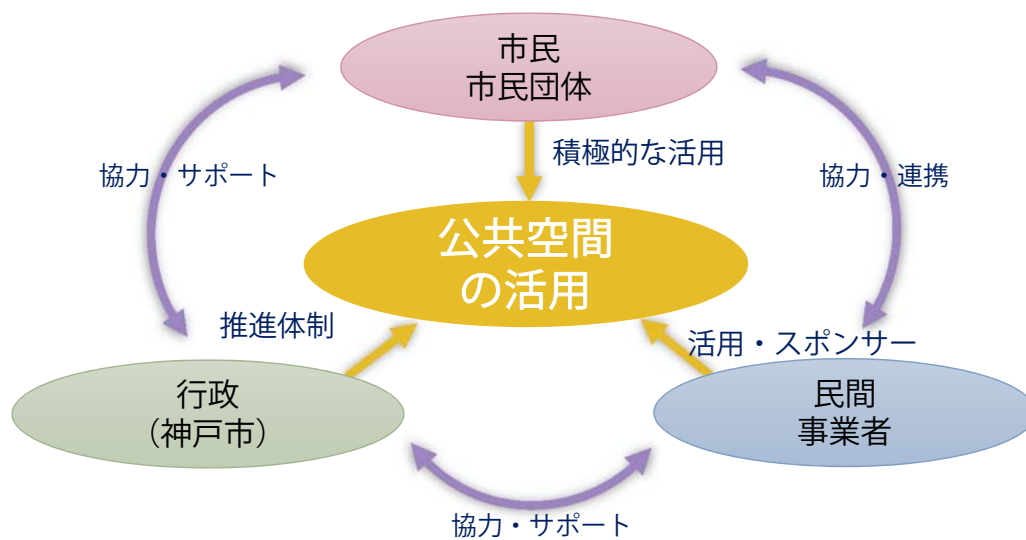 市民
市民団体
積極的な活用
協力・サポート
協力・連携
公共空間
の活用
推進体制
活用・スポンサー
行政
（神戸市）
民間
事業者
協力・サポート